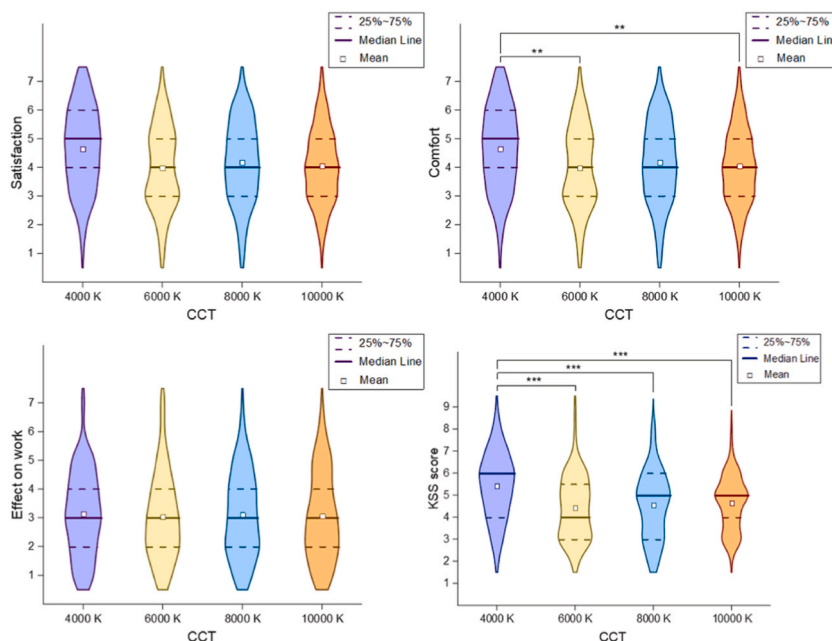 25%~75%
Median Line
Mean
Satisfaction
7
6
5
4
3
2
1
4000 K 6000 K 8000 K 10000 K
CCT
25%~75%
Median Line
Mean
**
**
Comfort
7
6
5
4
3
2
1
4000 K 6000 K 8000 K 10000 K
CCT
25%~75%
Median Line
Mean
Effect on work
7
6
5
4
3
2
1
4000 K 6000 K 8000 K 10000 K
CCT
25%~75%
Median Line
Mean
***
***
***
KSS score
9
8
7
6
5
4
3
2
1
4000 K 6000 K 8000 K 10000 K
CCT